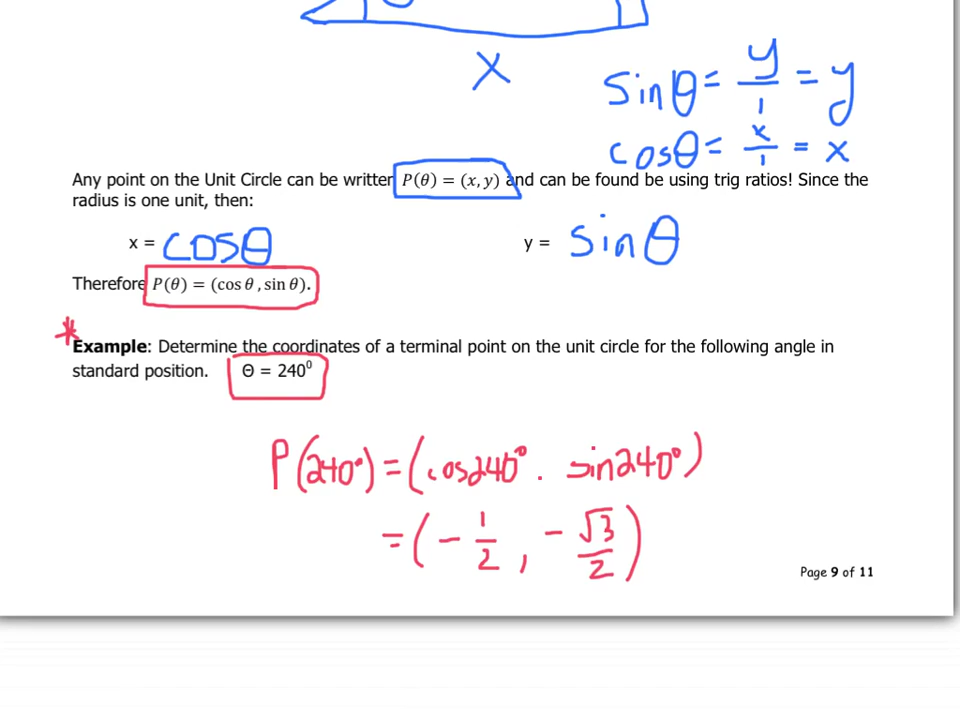 x
sinθ = y/1 = y
cosθ = x/1 = x
Any point on the Unit Circle can be written P(θ) = (x, y) and can be found be using trig ratios! Since the
radius is one unit, then:
x = cosθ
y = sinθ
Therefore P(θ) = (cos θ , sin θ).
*Example: Determine the coordinates of a terminal point on the unit circle for the following angle in
standard position. Θ = 240⁰
P(240°) = (cos240° . sin240°)
= (-1/2, -√3/2)
Page 9 of 11